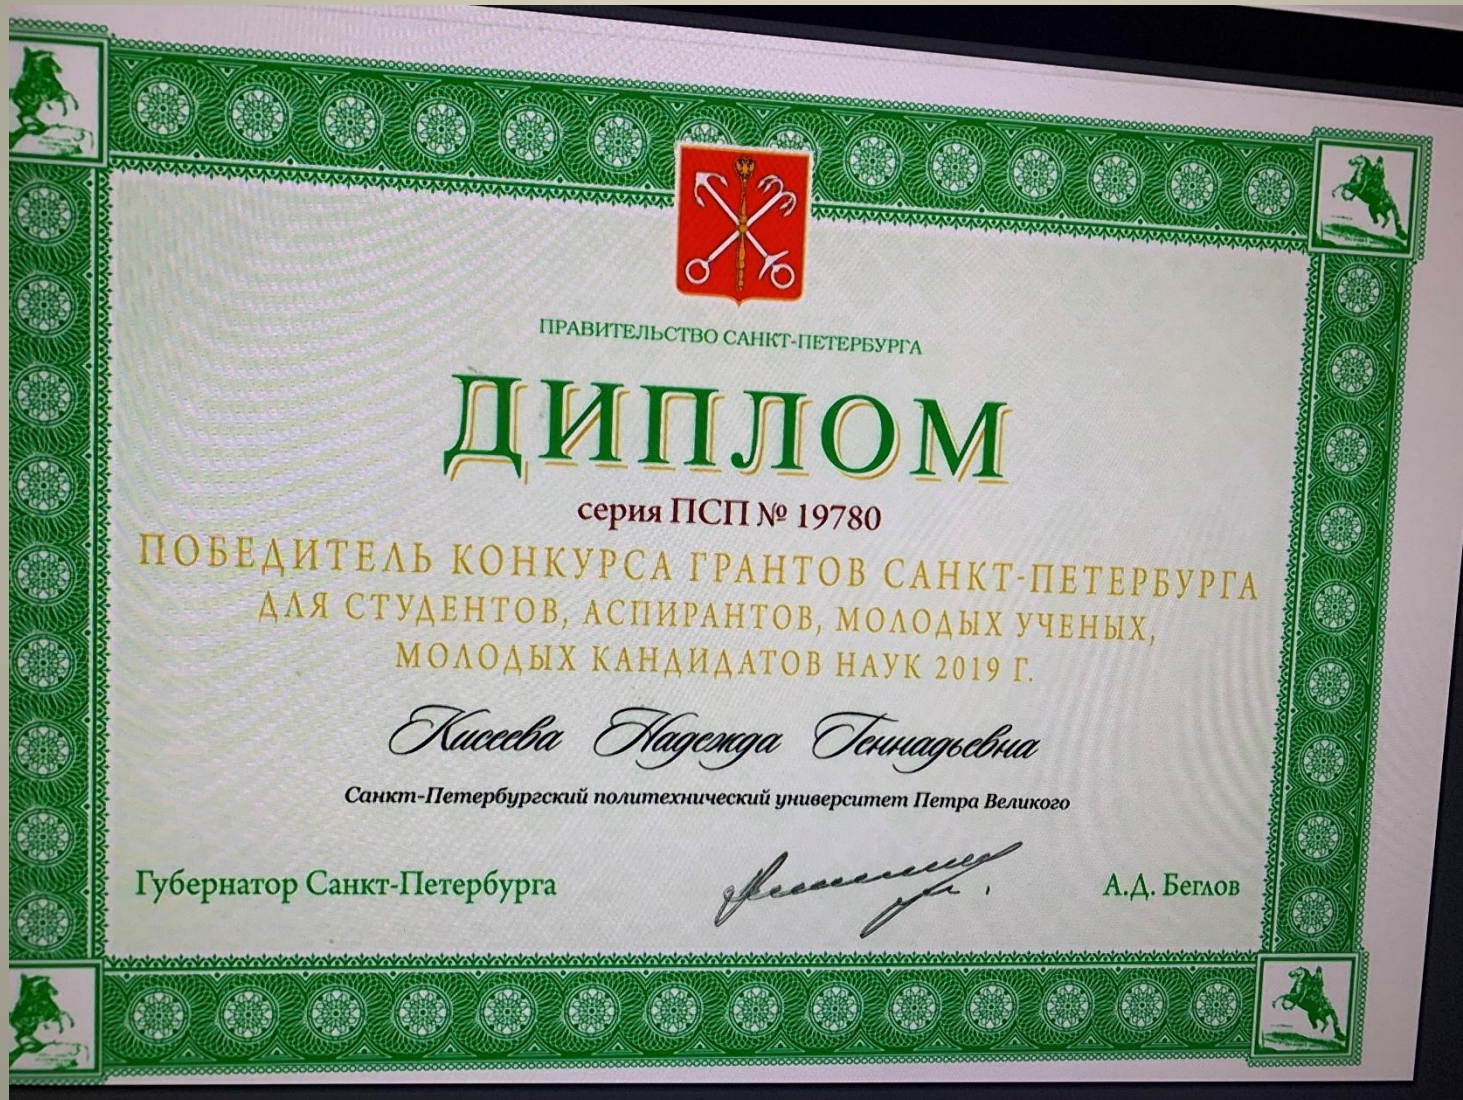 ПРАВИТЕЛЬСТВО САНКТ-ПЕТЕРБУРГА
ДИПЛОМ
серия ПСП № 19780
ПОБЕДИТЕЛЬ КОНКУРСА ГРАНТОВ САНКТ-ПЕТЕРБУРГА
ДЛЯ СТУДЕНТОВ, АСПИРАНТОВ, МОЛОДЫХ УЧЕНЫХ,
МОЛОДЫХ КАНДИДАТОВ НАУК 2019 Г.
Кисеева Надежда Геннадьевна
Санкт-Петербургский политехнический университет Петра Великого
Губернатор Санкт-Петербурга
А.Д. Беглов